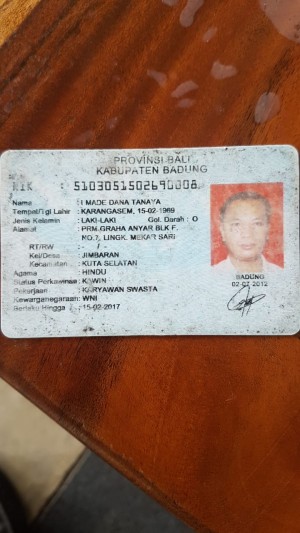 PROVINSI BALI
KABUPATEN BADUNG
NIK : 5103051502690008
Nama : I MADE DANA TANAYA
Tempat/Tgl Lahir : KARANGASEM, 15-02-1969
Jenis Kelamin : LAKI-LAKI Gol. Darah : O
Alamat : PRM.GRAHA ANYAR BLK F.
NO.7, LINGK. MEKAR SARI
RT/RW : / -
Kel/Desa : JIMBARAN
Kecamatan : KUTA SELATAN
Agama : HINDU
Status Perkawinan : KAWIN
Pekerjaan : KARYAWAN SWASTA
Kewarganegaraan : WNI
Berlaku Hingga : 15-02-2017
BADUNG
02-07-2012